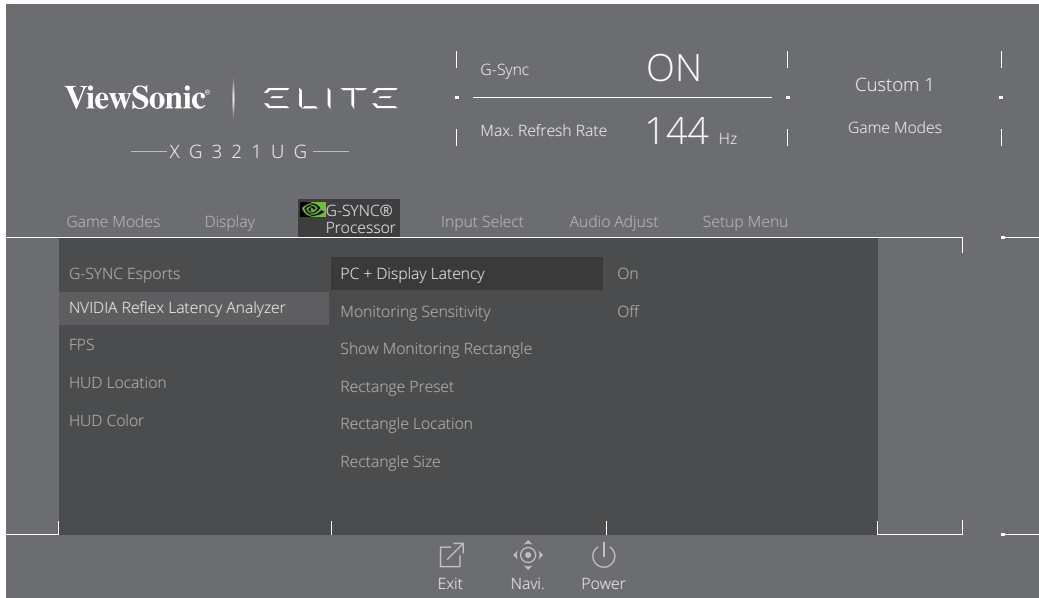 ViewSonic®
ELITE
XG321UG
G-Sync ON
Max. Refresh Rate 144 Hz
Custom 1
Game Modes
Game Modes Display G-SYNC® Input Select Audio Adjust Setup Menu
Processor
G-SYNC Esports
NVIDIA Reflex Latency Analyzer
FPS
HUD Location
HUD Color
PC + Display Latency
Monitoring Sensitivity
Show Monitoring Rectangle
Rectange Preset
Rectangle Location
Rectangle Size
On
Off
Exit Navi. Power